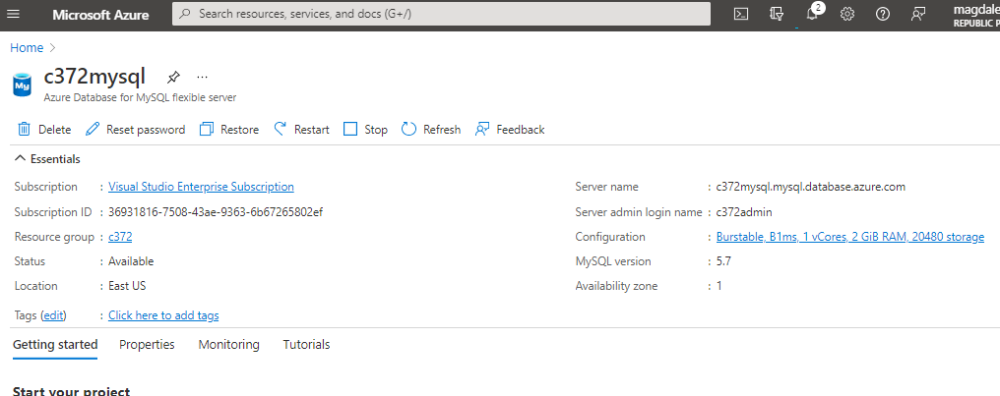 Microsoft Azure
Search resources, services, and docs (G+/)
2
magdale
REPUBLIC P
Home
c372mysql
My
Azure Database for MySQL flexible server
Delete Reset password Restore Restart Stop Refresh Feedback
Essentials
Subscription : Visual Studio Enterprise Subscription
Server name : c372mysql.mysql.database.azure.com
Subscription ID : 36931816-7508-43ae-9363-6b67265802ef
Server admin login name : c372admin
Resource group : c372
Configuration : Burstable, B1ms, 1 vCores, 2 GiB RAM, 20480 storage
Status : Available
MySQL version : 5.7
Location : East US
Availability zone : 1
Tags (edit) : Click here to add tags
Getting started Properties Monitoring Tutorials
Start your project